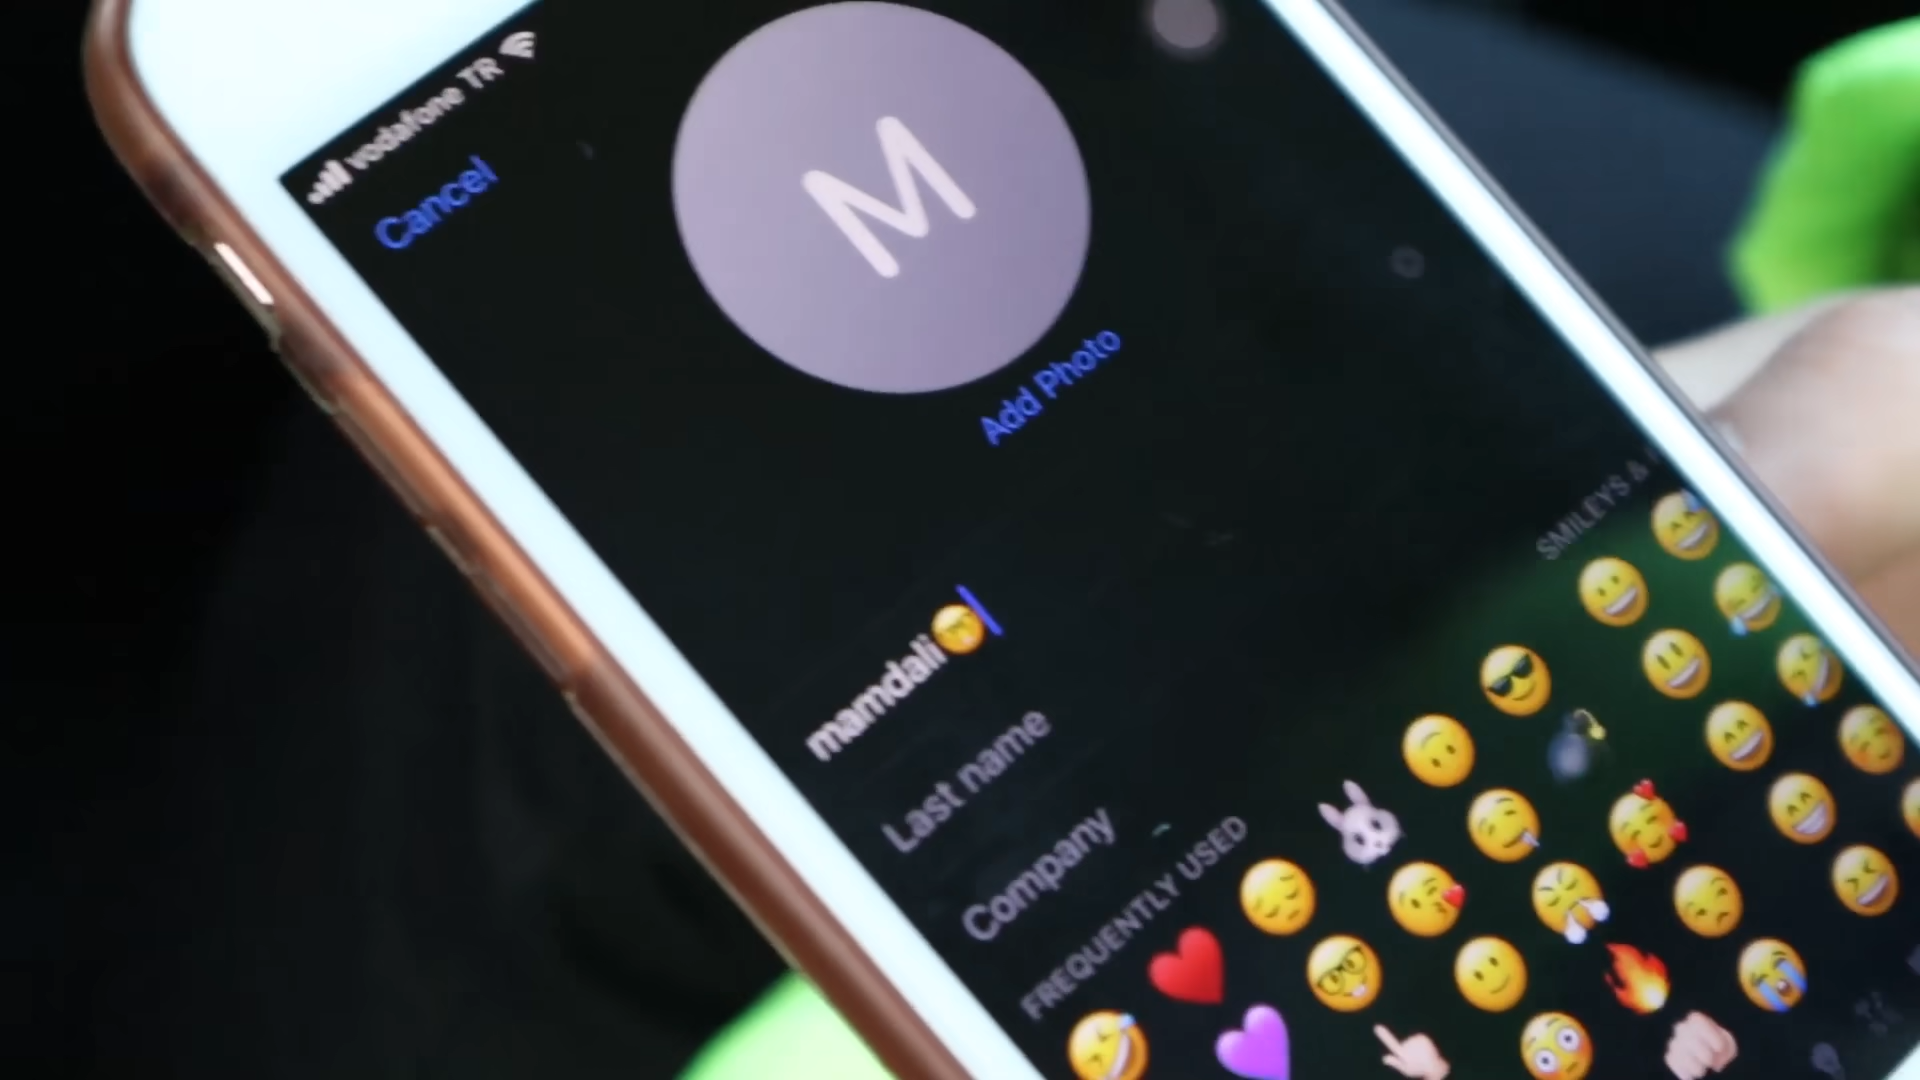 vodafone TR
Cancel
M
Add Photo
mamdali🤓
Last name
Company
FREQUENTLY USED
SMILEYS &